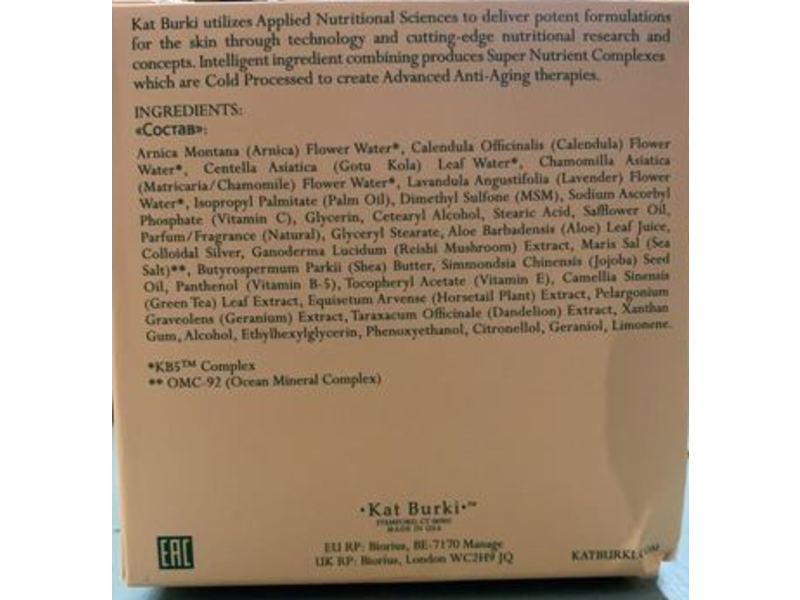 Kat Burki utilizes Applied Nutritional Sciences to deliver potent formulations
for the skin through technology and cutting-edge nutritional research and
concepts. Intelligent ingredient combining produces Super Nutrient Complexes
which are Cold Processed to create Advanced Anti-Aging therapies.
INGREDIENTS:
«Состав»:
Arnica Montana (Arnica) Flower Water*, Calendula Officinalis (Calendula) Flower
Water*, Centella Asiatica (Gotu Kola) Leaf Water*, Chamomilla Asiatica
(Matricaria/Chamomile) Flower Water*, Lavandula Angustifolia (Lavender) Flower
Water*, Isopropyl Palmitate (Palm Oil), Dimethyl Sulfone (MSM), Sodium Ascorbyl
Phosphate (Vitamin C), Glycerin, Cetearyl Alcohol, Stearic Acid, Safflower Oil,
Parfum/Fragrance (Natural), Glyceryl Stearate, Aloe Barbadensis (Aloe) Leaf Juice,
Colloidal Silver, Ganoderma Lucidum (Reishi Mushroom) Extract, Maris Sal (Sea
Salt)**, Butyrospermum Parkii (Shea) Butter, Simmondsia Chinensis (Jojoba) Seed
Oil, Panthenol (Vitamin B-5), Tocopheryl Acetate (Vitamin E), Camellia Sinensis
(Green Tea) Leaf Extract, Equisetum Arvense (Horsetail Plant) Extract, Pelargonium
Graveolens (Geranium) Extract, Taraxacum Officinale (Dandelion) Extract, Xanthan
Gum, Alcohol, Ethylhexylglycerin, Phenoxyethanol, Citronellol, Geraniol, Limonene.
*KB5™ Complex
** OMC-92 (Ocean Mineral Complex)
•Kat Burki•™
STAMFORD, CT
MADE IN USA
EU RP: Biorius, BE-7170 Manage
UK RP: Biorius, London WC2H9 JQ
EAC
KATBURKI.COM